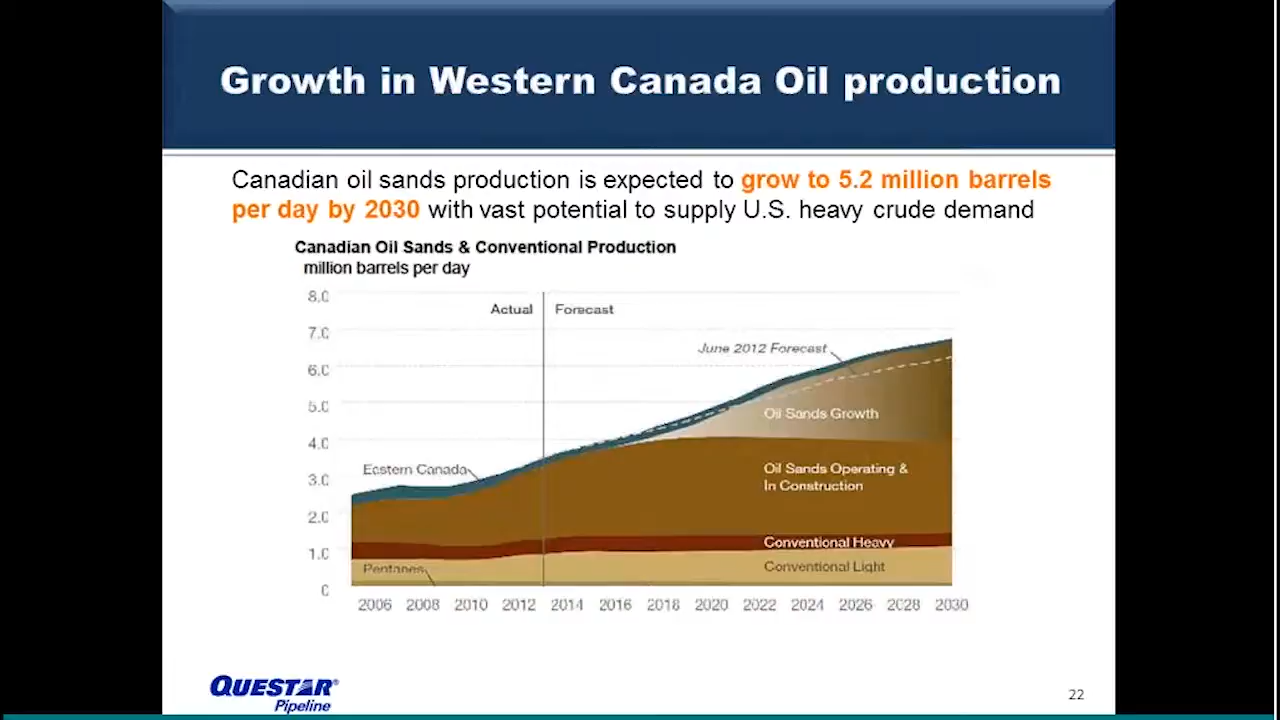 Growth in Western Canada Oil production
Canadian oil sands production is expected to grow to 5.2 million barrels
per day by 2030 with vast potential to supply U.S. heavy crude demand
Canadian Oil Sands & Conventional Production
million barrels per day
8.0
Actual
Forecast
7.0
June 2012 Forecast
6.0
5.0
Oil Sands Growth
4.0
Eastern Canada
Oil Sands Operating &
In Construction
3.0
2.0
Conventional Heavy
1.0
Pentanes
Conventional Light
0
2006 2008 2010 2012 2014 2016 2018 2020 2022 2024 2026 2028 2030
QUESTAR®
Pipeline
22